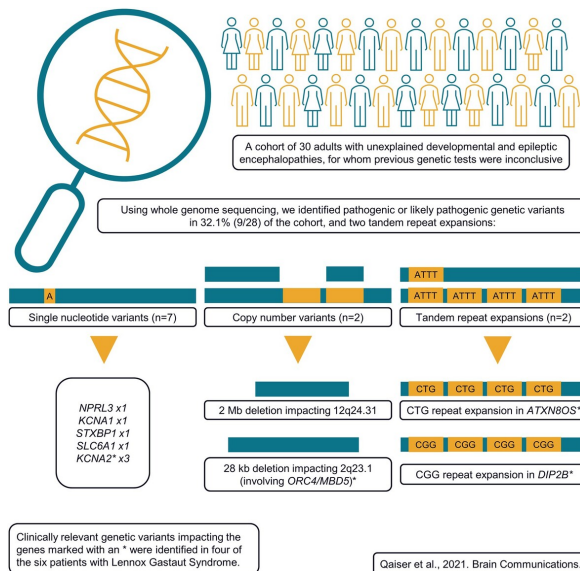 A cohort of 30 adults with unexplained developmental and epileptic
encephalopathies, for whom previous genetic tests were inconclusive
Using whole genome sequencing, we identified pathogenic or likely pathogenic genetic variants
in 32.1% (9/28) of the cohort, and two tandem repeat expansions:
ATTT
A
ATTT ATTT ATTT ATTT
Single nucleotide variants (n=7)
Copy number variants (n=2)
Tandem repeat expansions (n=2)
NPRL3 x1
KCNA1 x1
STXBP1 x1
SLC6A1 x1
KCNA2* x3
2 Mb deletion impacting 12q24.31
28 kb deletion impacting 2q23.1
(involving ORC4/MBD5)*
CTG CTG CTG CTG
CTG repeat expansion in ATXN8OS*
CGG CGG CGG CGG
CGG repeat expansion in DIP2B*
Clinically relevant genetic variants impacting the
genes marked with an * were identified in four of
the six patients with Lennox Gastaut Syndrome.
Qaiser et al., 2021. Brain Communications.